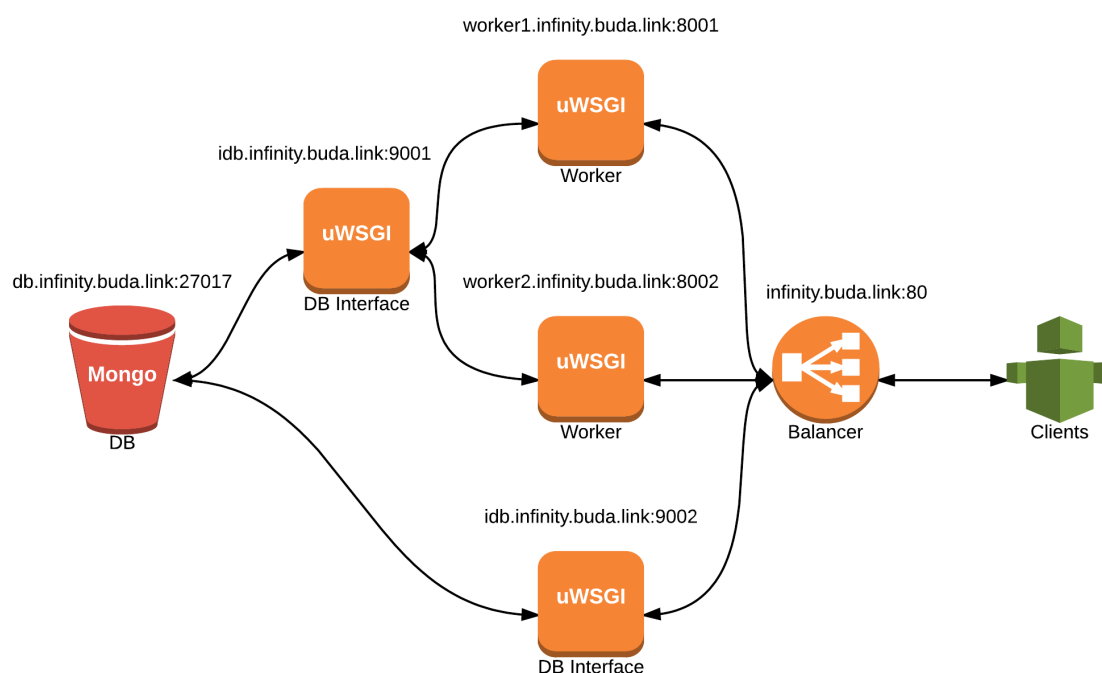 worker1.infinity.buda.link:8001
uWSGI
Worker
idb.infinity.buda.link:9001
uWSGI
DB Interface
db.infinity.buda.link:27017
Mongo
DB
worker2.infinity.buda.link:8002
uWSGI
Worker
infinity.buda.link:80
Balancer
Clients
idb.infinity.buda.link:9002
uWSGI
DB Interface